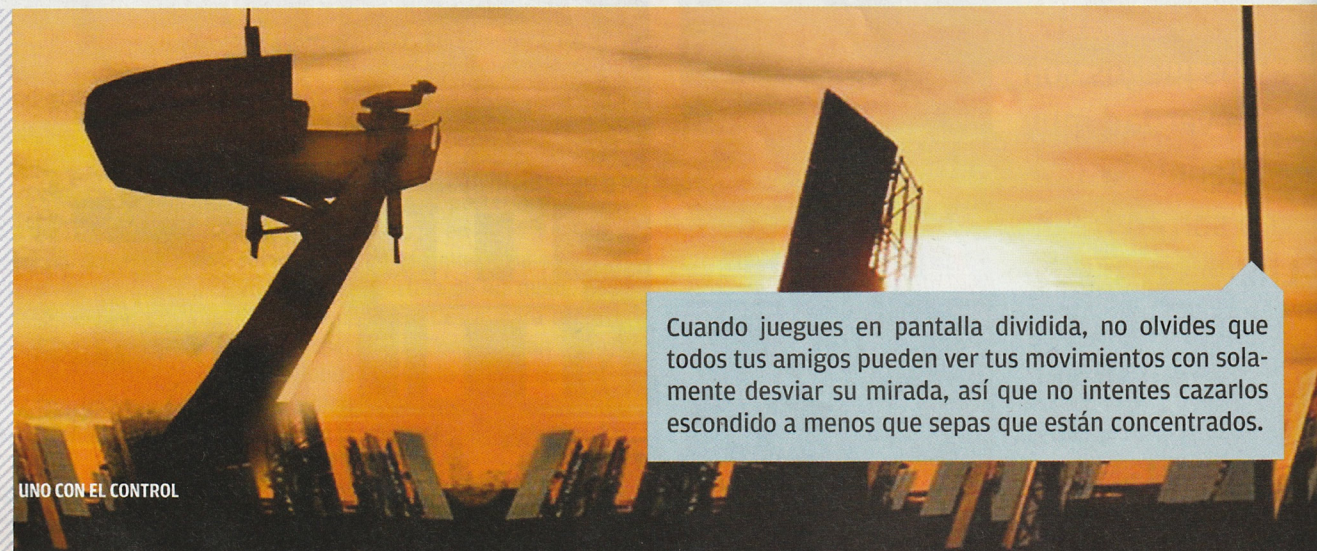 Cuando juegues en pantalla dividida, no olvides que
todos tus amigos pueden ver tus movimientos con sola-
mente desviar su mirada, así que no intentes cazarlos
escondido a menos que sepas que están concentrados.
UNO CON EL CONTROL